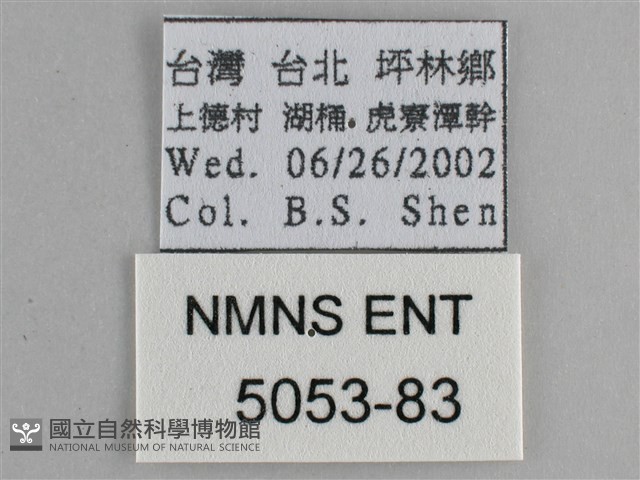 台灣 台北 坪林鄉
上德村 湖桶. 虎寮潭幹
Wed. 06/26/2002
Col. B.S. Shen
NMNS ENT
5053-83
國立自然科學博物館
NATIONAL MUSEUM OF NATURAL SCIENCE